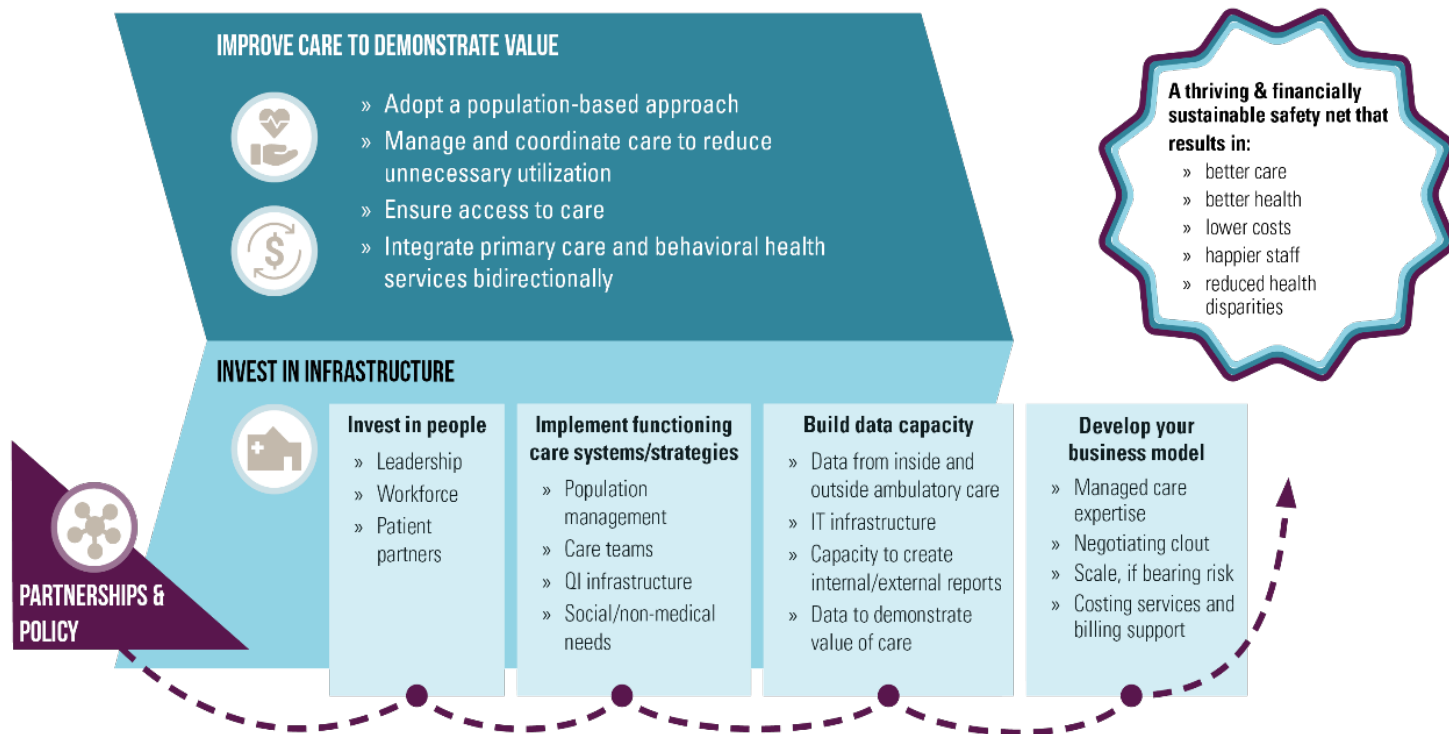 IMPROVE CARE TO DEMONSTRATE VALUE
» Adopt a population-based approach
» Manage and coordinate care to reduce
unnecessary utilization
» Ensure access to care
» Integrate primary care and behavioral health
services bidirectionally
$
A thriving & financially
sustainable safety net that
results in:
» better care
» better health
» lower costs
» happier staff
» reduced health
disparities
INVEST IN INFRASTRUCTURE
Invest in people
» Leadership
» Workforce
» Patient
partners
Implement functioning
care systems/strategies
» Population
management
» Care teams
» QI infrastructure
» Social/non-medical
needs
Build data capacity
» Data from inside and
outside ambulatory care
» IT infrastructure
» Capacity to create
internal/external reports
» Data to demonstrate
value of care
Develop your
business model
» Managed care
expertise
» Negotiating clout
» Scale, if bearing risk
» Costing services and
billing support
PARTNERSHIPS &
POLICY